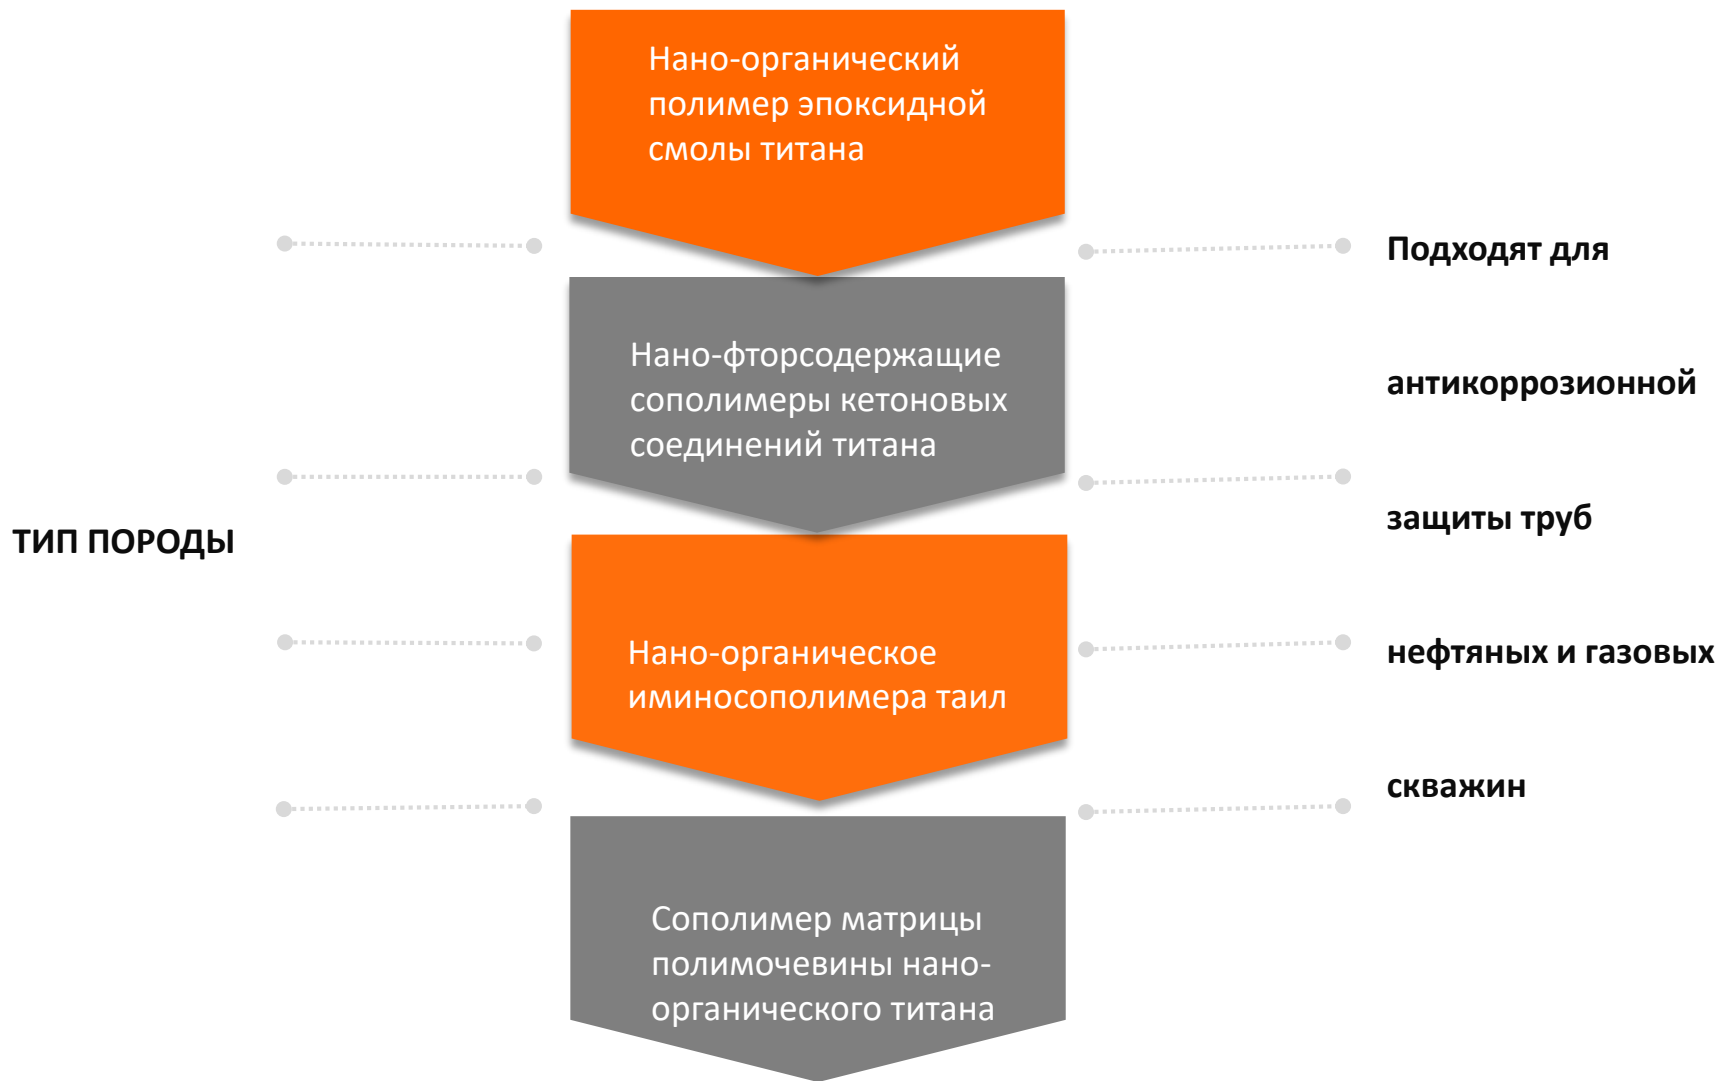 Нано-органический
полимер эпоксидной
смолы титана
Нано-фторсодержащие
сополимеры кетоновых
соединений титана
ТИП ПОРОДЫ
Нано-органическое
иминосополимера таил
Сополимер матрицы
полимочевины нано-
органического титана
Подходят для
антикоррозионной
защиты труб
нефтяных и газовых
скважин